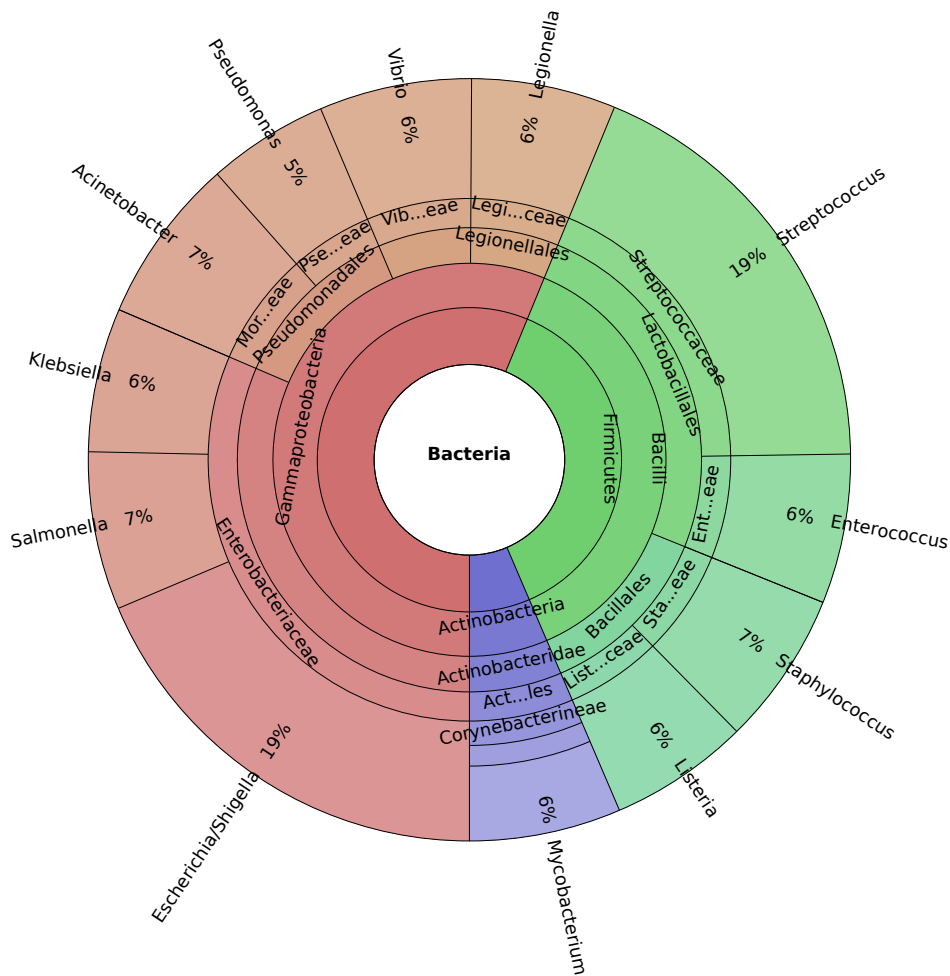 Bacteria
Firmicutes
Bacilli
Lactobacillales
Streptococcaceae
Streptococcus
19%
Ent...eae
Enterococcus
6%
Bacillales
Sta...eae
Staphylococcus
7%
List...ceae
Listeria
6%
Actinobacteria
Actinobacteridae
Act...les
Corynebacterineae
Mycobacterium
6%
Gammaproteobacteria
Enterobacteriaceae
Escherichia/Shigella
19%
Salmonella
7%
Klebsiella
6%
Pseudomonadales
Mor...eae
Acinetobacter
7%
Pse...eae
Pseudomonas
5%
Vib...eae
Vibrio
6%
Legionellales
Legi...ceae
Legionella
6%